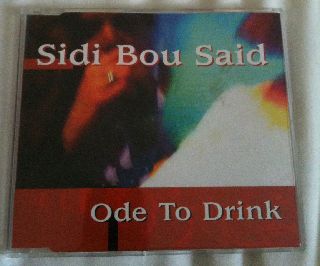 Sidi Bou Said
Ode To Drink